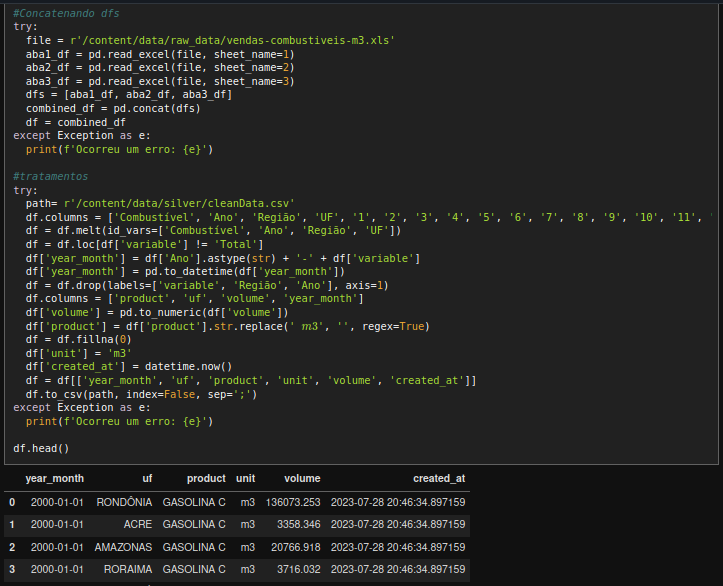 #Concatenando dfs
try:
  file = r'/content/data/raw_data/vendas-combustiveis-m3.xls'
  aba1_df = pd.read_excel(file, sheet_name=1)
  aba2_df = pd.read_excel(file, sheet_name=2)
  aba3_df = pd.read_excel(file, sheet_name=3)
  dfs = [aba1_df, aba2_df, aba3_df]
  combined_df = pd.concat(dfs)
  df = combined_df
except Exception as e:
  print(f'Ocorreu um erro: {e}')

#tratamentos
try:
  path= r'/content/data/silver/cleanData.csv'
  df.columns = ['Combustível', 'Ano', 'Região', 'UF', '1', '2', '3', '4', '5', '6', '7', '8', '9', '10', '11', '
  df = df.melt(id_vars=['Combustível', 'Ano', 'Região', 'UF'])
  df = df.loc[df['variable'] != 'Total']
  df['year_month'] = df['Ano'].astype(str) + '-' + df['variable']
  df['year_month'] = pd.to_datetime(df['year_month'])
  df = df.drop(labels=['variable', 'Região', 'Ano'], axis=1)
  df.columns = ['product', 'uf', 'volume', 'year_month']
  df['volume'] = pd.to_numeric(df['volume'])
  df['product'] = df['product'].str.replace(' m3', '', regex=True)
  df = df.fillna(0)
  df['unit'] = 'm3'
  df['created_at'] = datetime.now()
  df = df[['year_month', 'uf', 'product', 'unit', 'volume', 'created_at']]
  df.to_csv(path, index=False, sep=';')
except Exception as e:
  print(f'Ocorreu um erro: {e}')

df.head()
year_month uf product unit volume created_at
0 2000-01-01 RONDÔNIA GASOLINA C m3 136073.253 2023-07-28 20:46:34.897159
1 2000-01-01 ACRE GASOLINA C m3 3358.346 2023-07-28 20:46:34.897159
2 2000-01-01 AMAZONAS GASOLINA C m3 20766.918 2023-07-28 20:46:34.897159
3 2000-01-01 RORAIMA GASOLINA C m3 3716.032 2023-07-28 20:46:34.897159